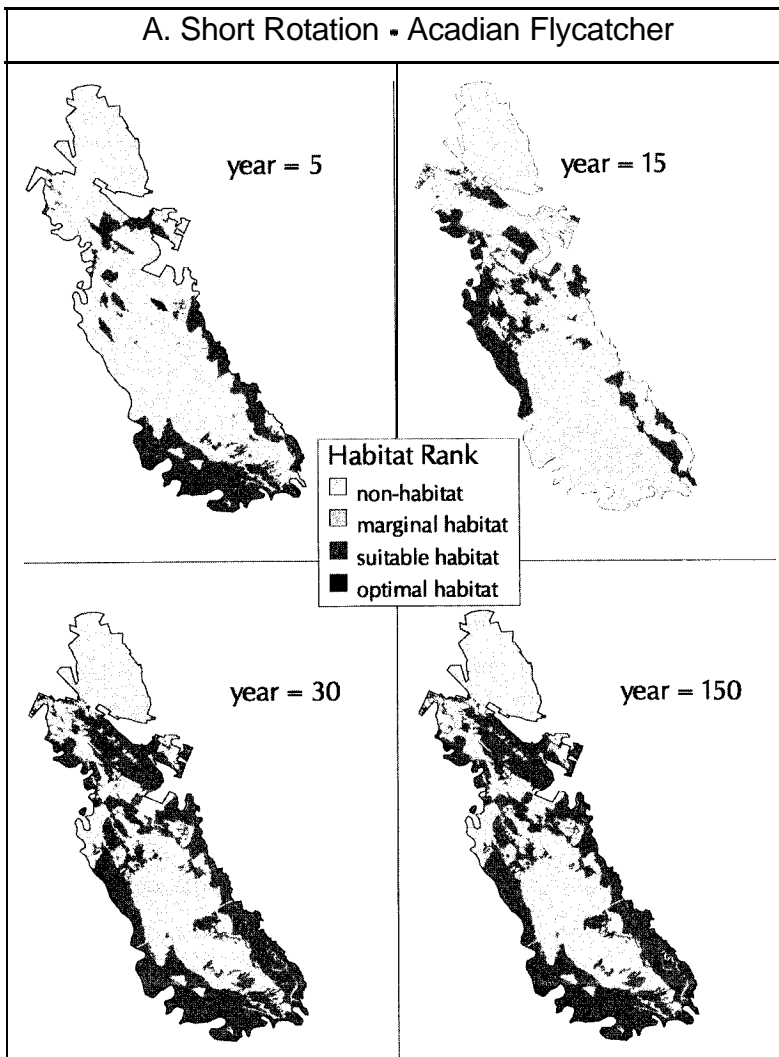 A. Short Rotation - Acadian Flycatcher
year = 5
year = 15
Habitat Rank
non-habitat
marginal habitat
suitable habitat
optimal habitat
year = 30
year = 150